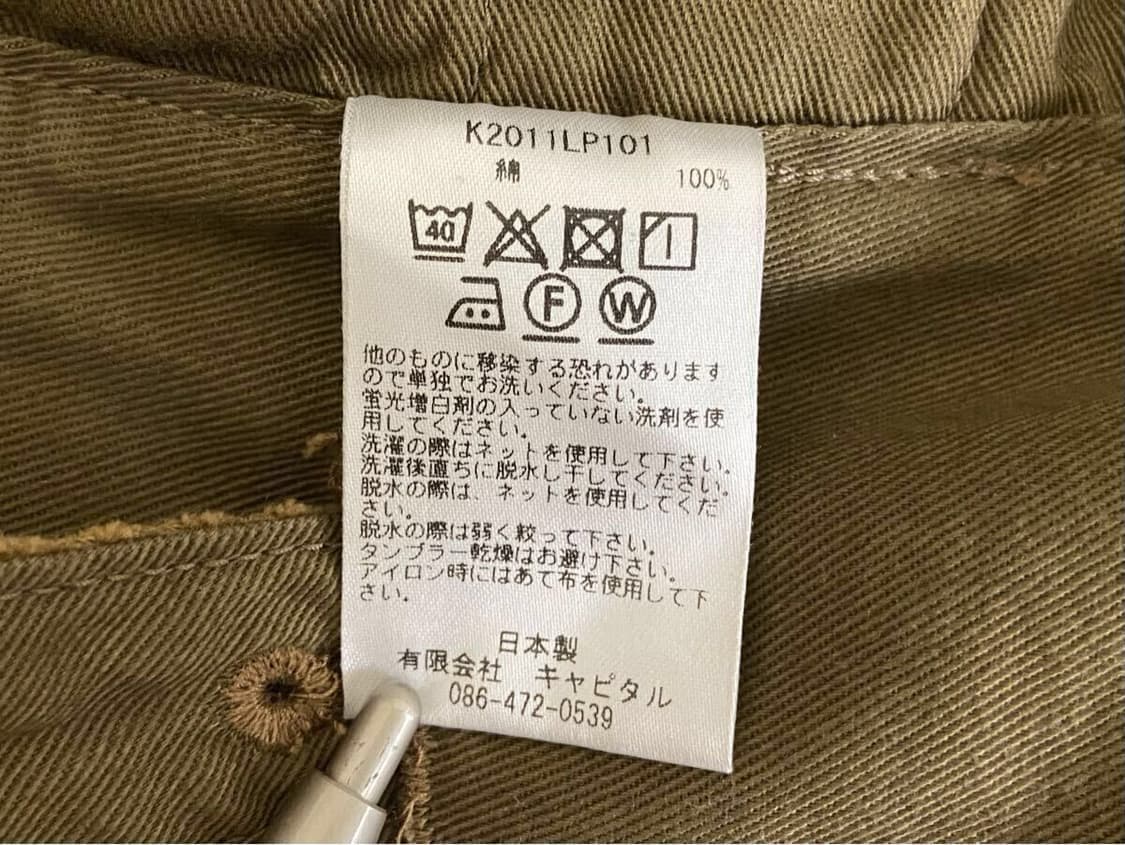 K2011LP101
綿 100%
40
F W
他のものに移染する恐れがあります
ので単独でお洗いください。
蛍光増白剤の入っていない洗剤を使
用してください。
洗濯の際はネットを使用して下さい。
洗濯後直ちに脱水し干してください。
脱水の際は、ネットを使用してくだ
さい。
脱水の際は弱く絞って下さい。
タンブラー乾燥はお避け下さい。
アイロン時にはあて布を使用して下
さい。
日本製
有限会社 キャピタル
086-472-0539